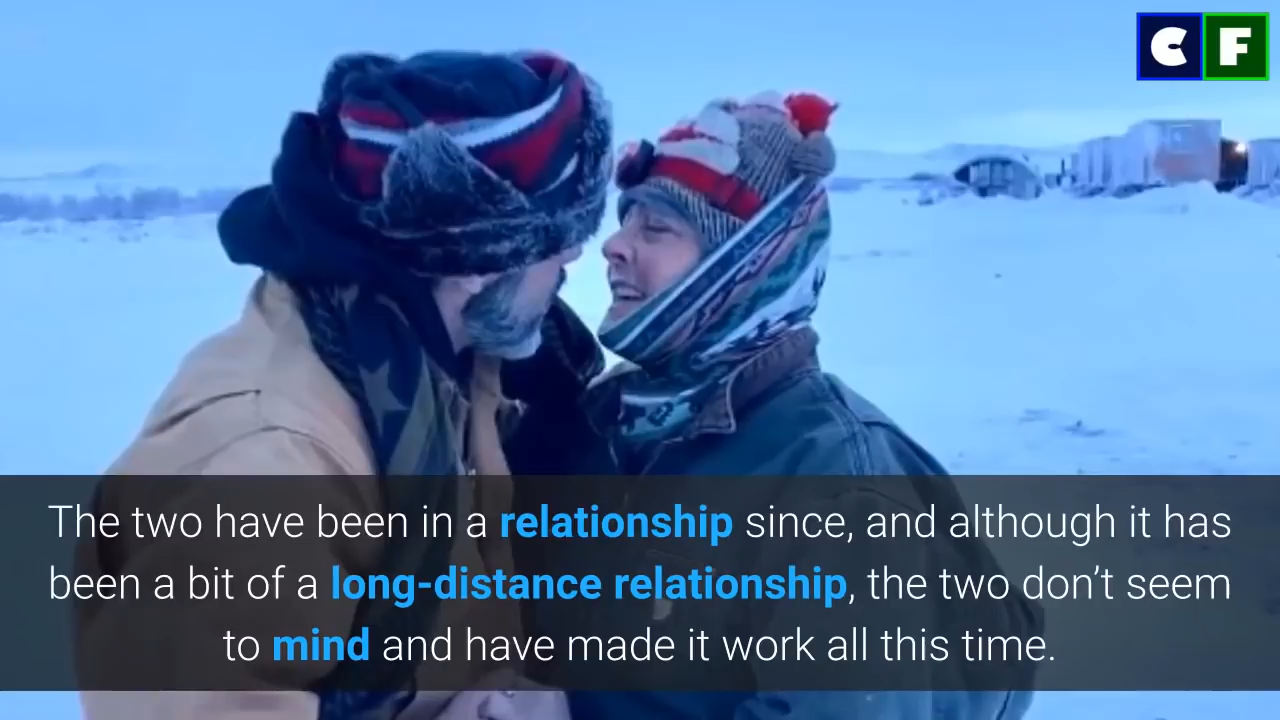 CF
The two have been in a relationship since, and although it has
been a bit of a long-distance relationship, the two don’t seem
to mind and have made it work all this time.